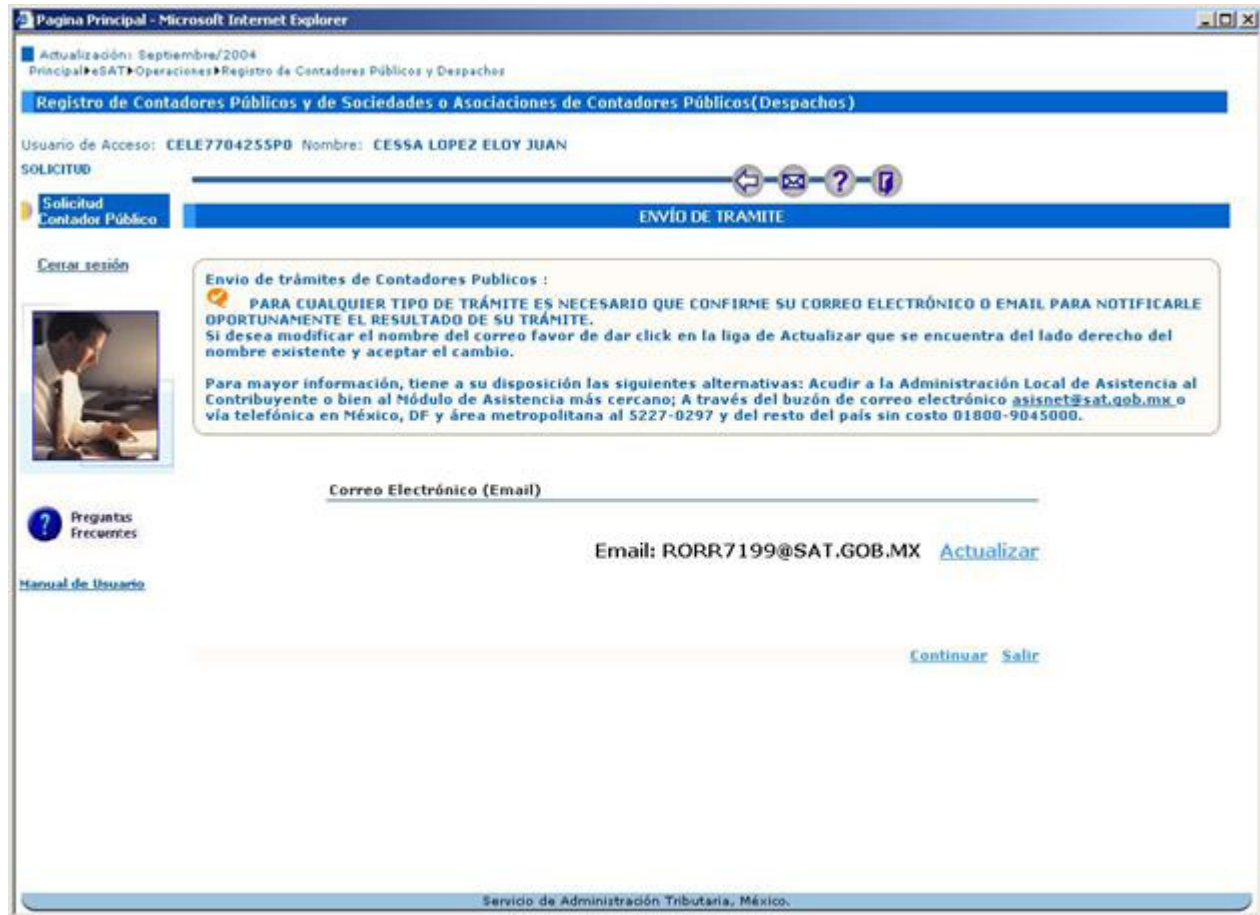 Pagina Principal - Microsoft Internet Explorer
Actualización: Septiembre/2004
Principal eSAT Operaciones Registro de Contadores Públicos y Despachos
Registro de Contadores Públicos y de Sociedades o Asociaciones de Contadores Públicos(Despachos)
Usuario de Acceso: CELE7704255P0 Nombre: CESSA LOPEZ ELOY JUAN
SOLICITUD
Solicitud
Contador Público
?
ENVÍO DE TRAMITE
Cerrar sesión
Envio de trámites de Contadores Publicos :
PARA CUALQUIER TIPO DE TRÁMITE ES NECESARIO QUE CONFIRME SU CORREO ELECTRÓNICO O EMAIL PARA NOTIFICARLE
OPORTUNAMENTE EL RESULTADO DE SU TRÁMITE.
Si desea modificar el nombre del correo favor de dar click en la liga de Actualizar que se encuentra del lado derecho del
nombre existente y aceptar el cambio.
Para mayor información, tiene a su disposición las siguientes alternativas: Acudir a la Administración Local de Asistencia al
Contribuyente o bien al Módulo de Asistencia más cercano; A través del buzón de correo electrónico asisnet@sat.gob.mx o
vía telefónica en México, DF y área metropolitana al 5227-0297 y del resto del país sin costo 01800-9045000.
Correo Electrónico (Email)
?
Preguntas
Frecuentes
Email: RORR7199@SAT.GOB.MX Actualizar
Manual de Usuario
Continuar Salir
Servicio de Administración Tributaria, México.